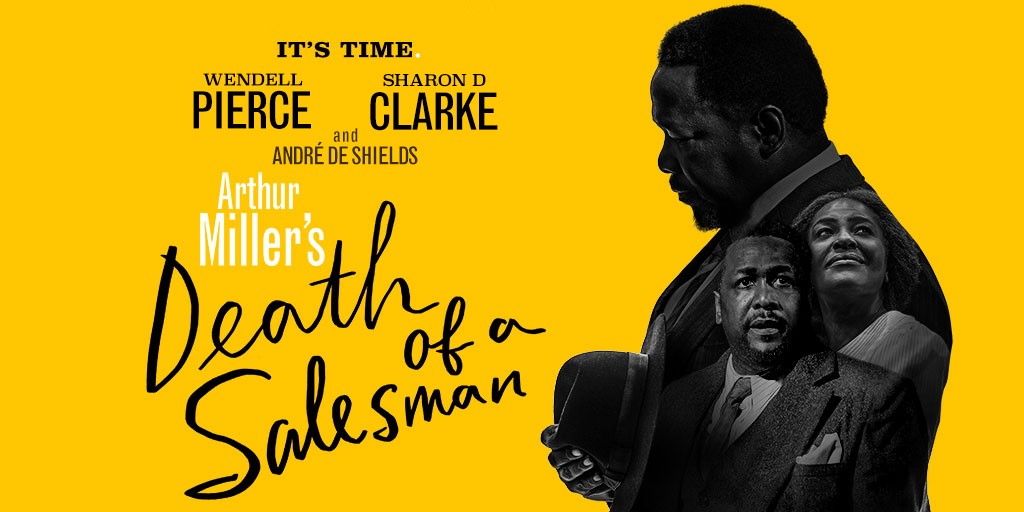 IT'S TIME.
WENDELL
PIERCE
SHARON D
CLARKE
and
ANDRÉ DE SHIELDS
Arthur
Miller's
Death
of a
Salesman